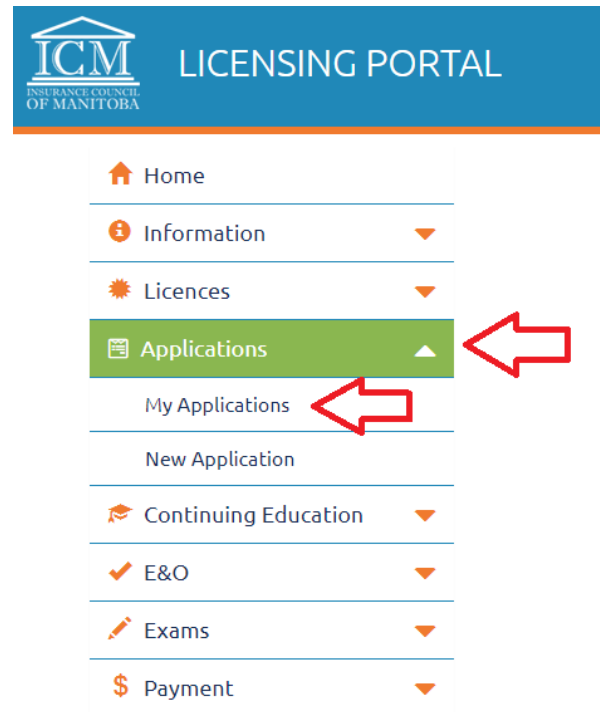 ICM
INSURANCE COUNCIL
OF MANITOBA
LICENSING PORTAL
Home
Information
Licences
Applications
My Applications
New Application
Continuing Education
E&O
Exams
$ Payment